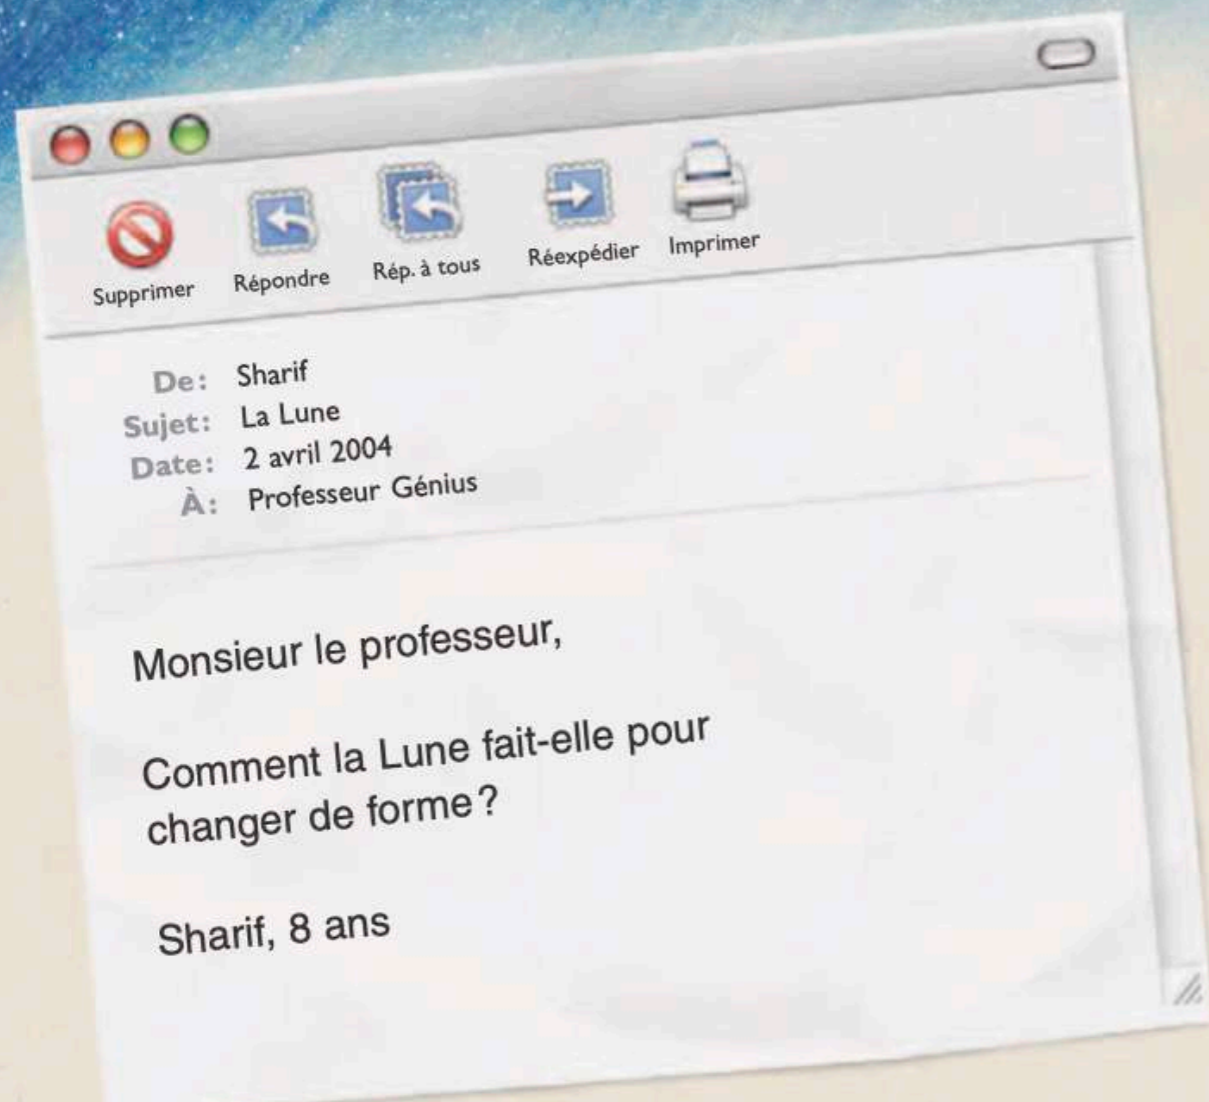 Supprimer Répondre Rép. à tous Réexpédier Imprimer
De: Sharif
Sujet: La Lune
Date: 2 avril 2004
À: Professeur Génius
Monsieur le professeur,
Comment la Lune fait-elle pour
changer de forme?
Sharif, 8 ans